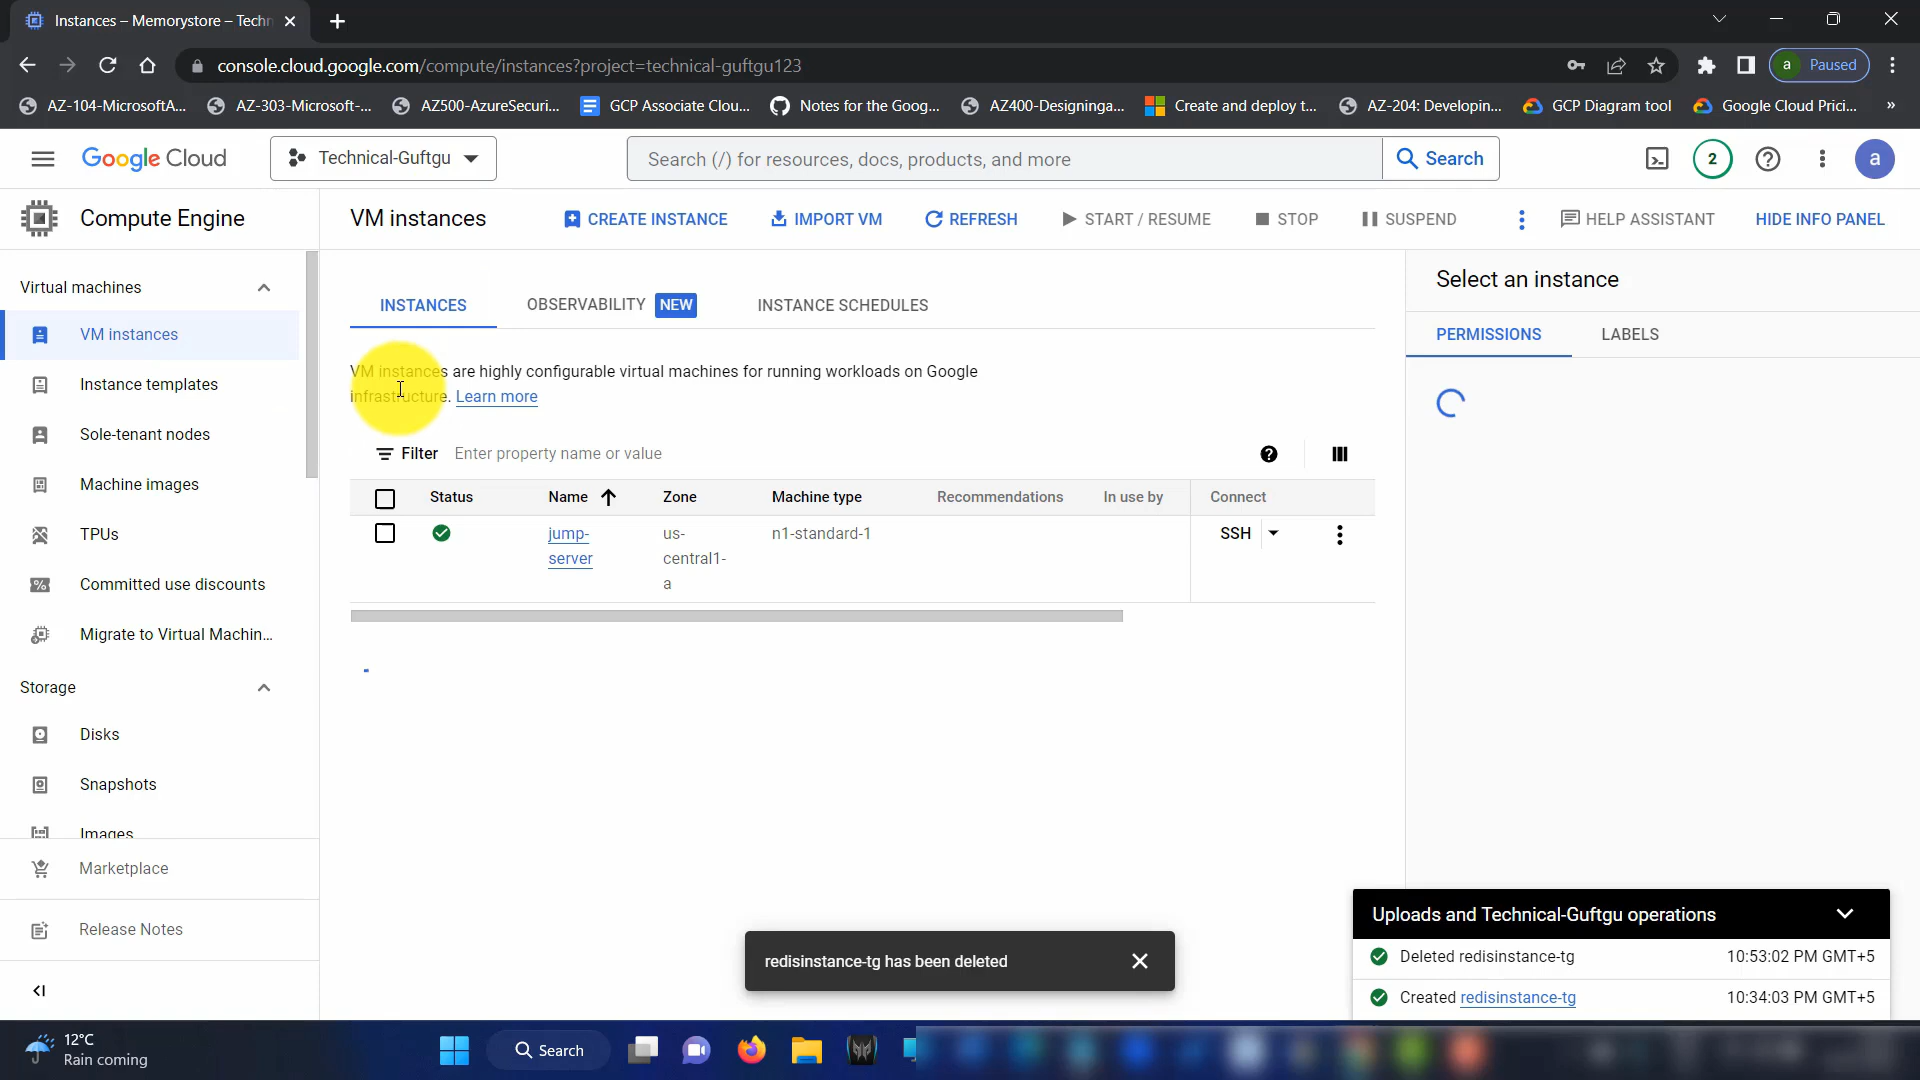 Instances – Memorystore – Techn
console.cloud.google.com/compute/instances?project=technical-guftgu123
a Paused
AZ-104-MicrosoftA... AZ-303-Microsoft-... AZ500-AzureSecuri... GCP Associate Clou... Notes for the Goog... AZ400-Designinga... Create and deploy t... AZ-204: Developin... GCP Diagram tool Google Cloud Prici... »
Google Cloud
Technical-Guftgu
Search (/) for resources, docs, products, and more
Search
2
a
Compute Engine
VM instances
CREATE INSTANCE
IMPORT VM
REFRESH
START / RESUME
STOP
SUSPEND
HELP ASSISTANT
HIDE INFO PANEL
Virtual machines
VM instances
Instance templates
Sole-tenant nodes
Machine images
TPUs
Committed use discounts
Migrate to Virtual Machin...
Storage
Disks
Snapshots
Images
Marketplace
Release Notes
INSTANCES
OBSERVABILITY NEW
INSTANCE SCHEDULES
VM instances are highly configurable virtual machines for running workloads on Google
infrastructure. Learn more
Filter Enter property name or value
Status Name Zone Machine type Recommendations In use by Connect
jump-
server
us-
central1-
a
n1-standard-1
SSH
Select an instance
PERMISSIONS
LABELS
redisinstance-tg has been deleted
Uploads and Technical-Guftgu operations
Deleted redisinstance-tg 10:53:02 PM GMT+5
Created redisinstance-tg 10:34:03 PM GMT+5
12°C
Rain coming
Search